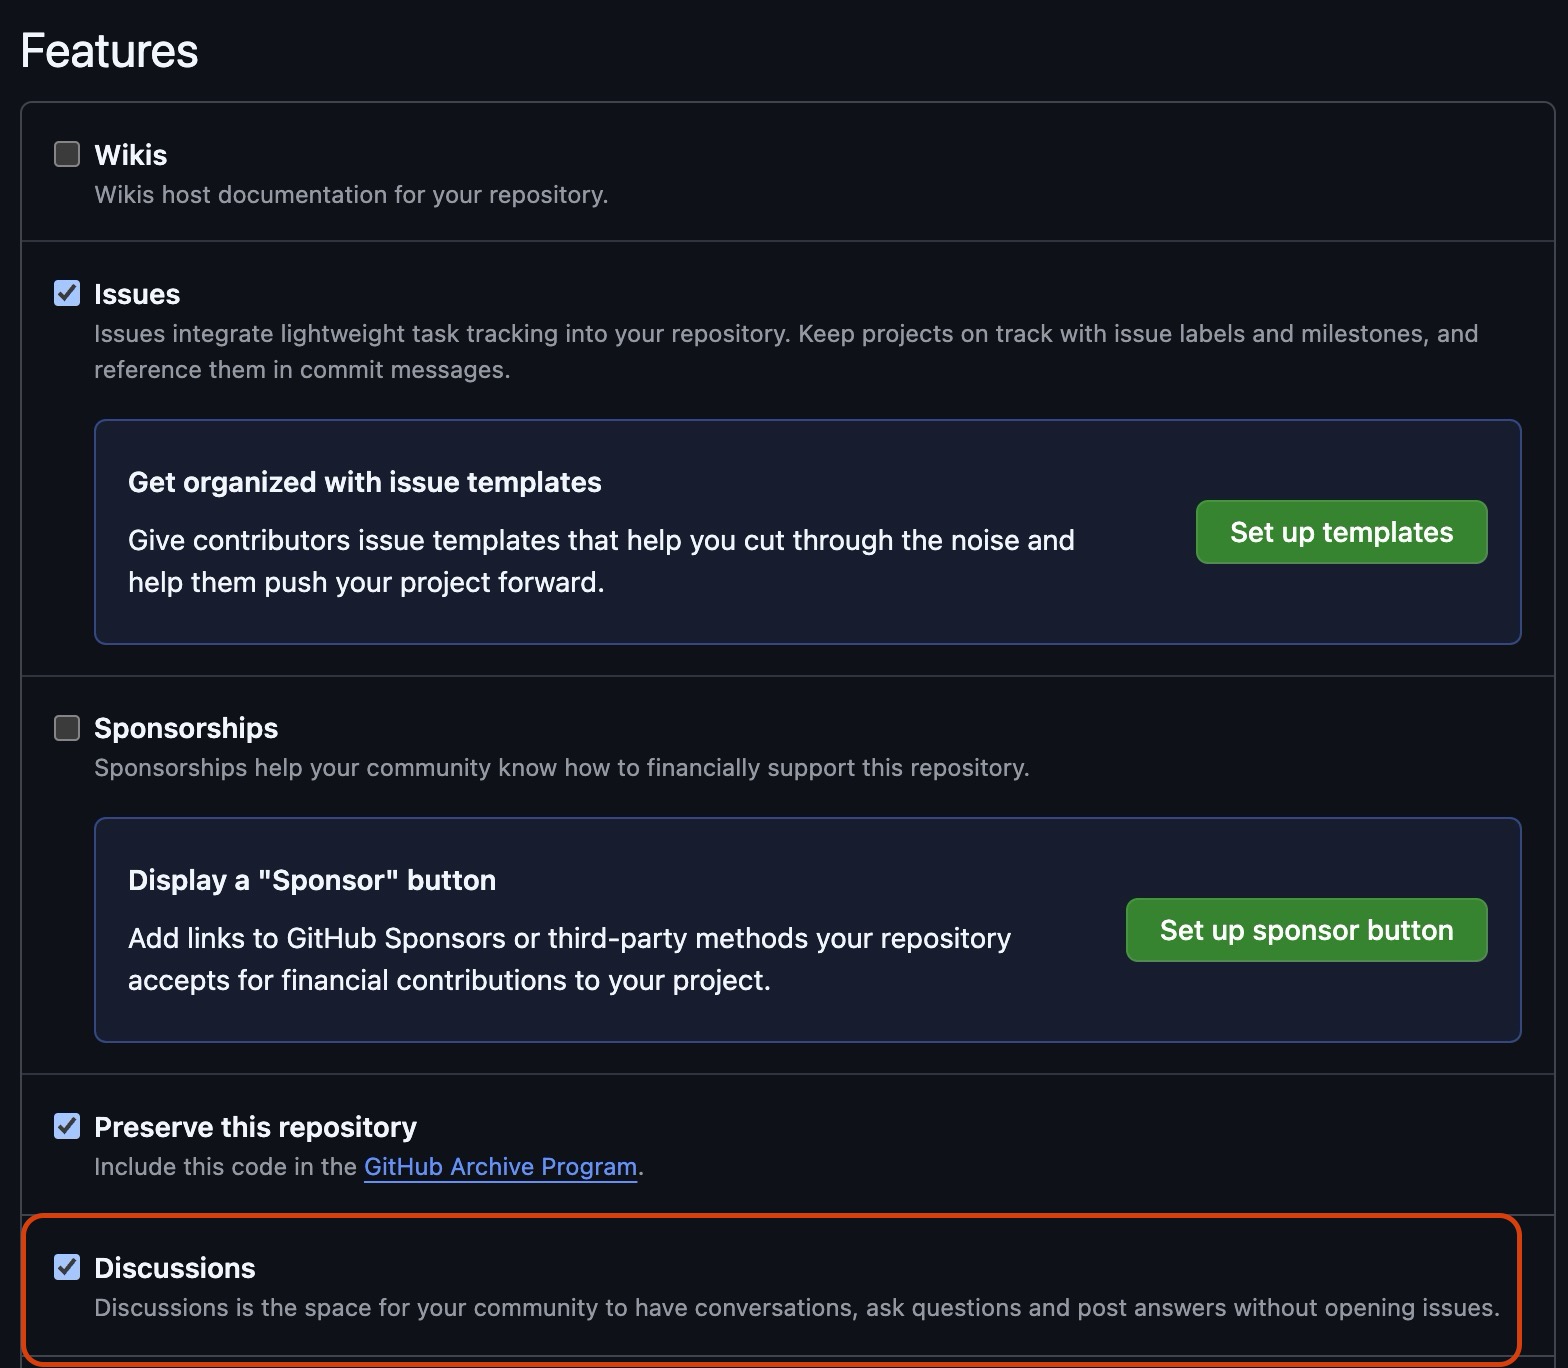 Features
Wikis
Wikis host documentation for your repository.
Issues
Issues integrate lightweight task tracking into your repository. Keep projects on track with issue labels and milestones, and
reference them in commit messages.
Get organized with issue templates
Give contributors issue templates that help you cut through the noise and
help them push your project forward.
Set up templates
Sponsorships
Sponsorships help your community know how to financially support this repository.
Display a "Sponsor" button
Add links to GitHub Sponsors or third-party methods your repository
accepts for financial contributions to your project.
Set up sponsor button
Preserve this repository
Include this code in the GitHub Archive Program.
Discussions
Discussions is the space for your community to have conversations, ask questions and post answers without opening issues.